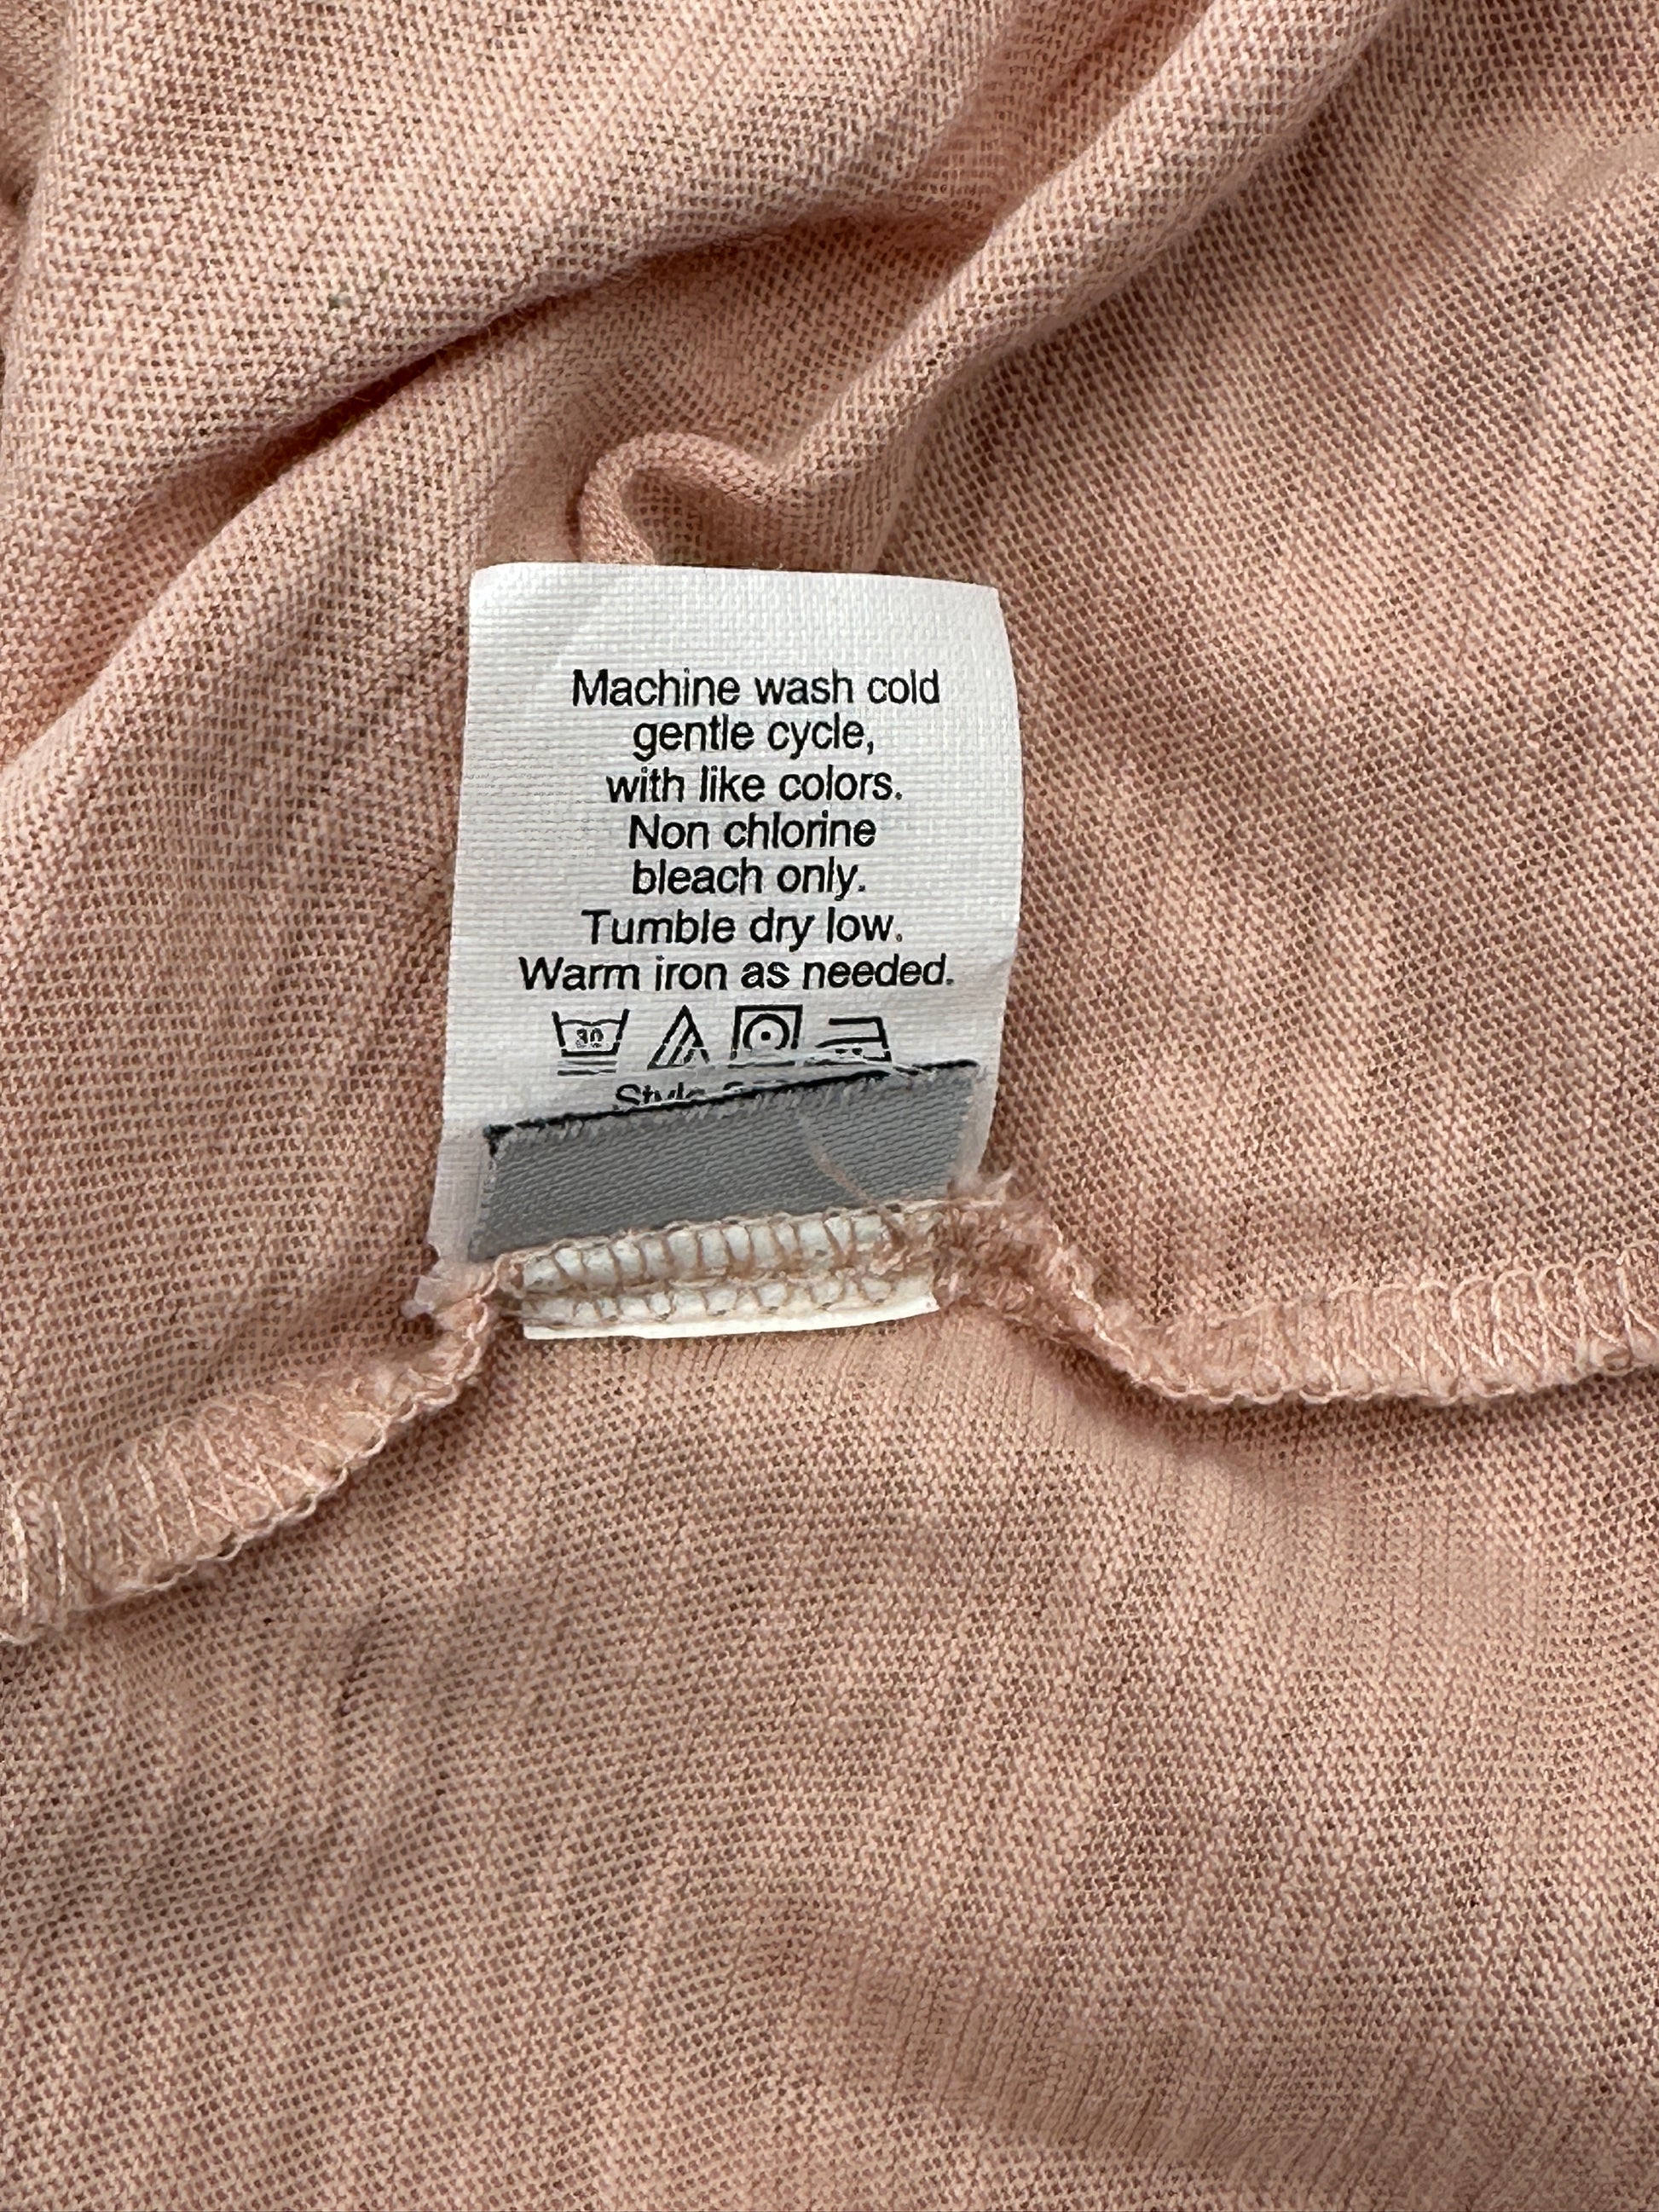 Machine wash cold
gentle cycle,
with like colors.
Non chlorine
bleach only.
Tumble dry low.
Warm iron as needed.
30
Style